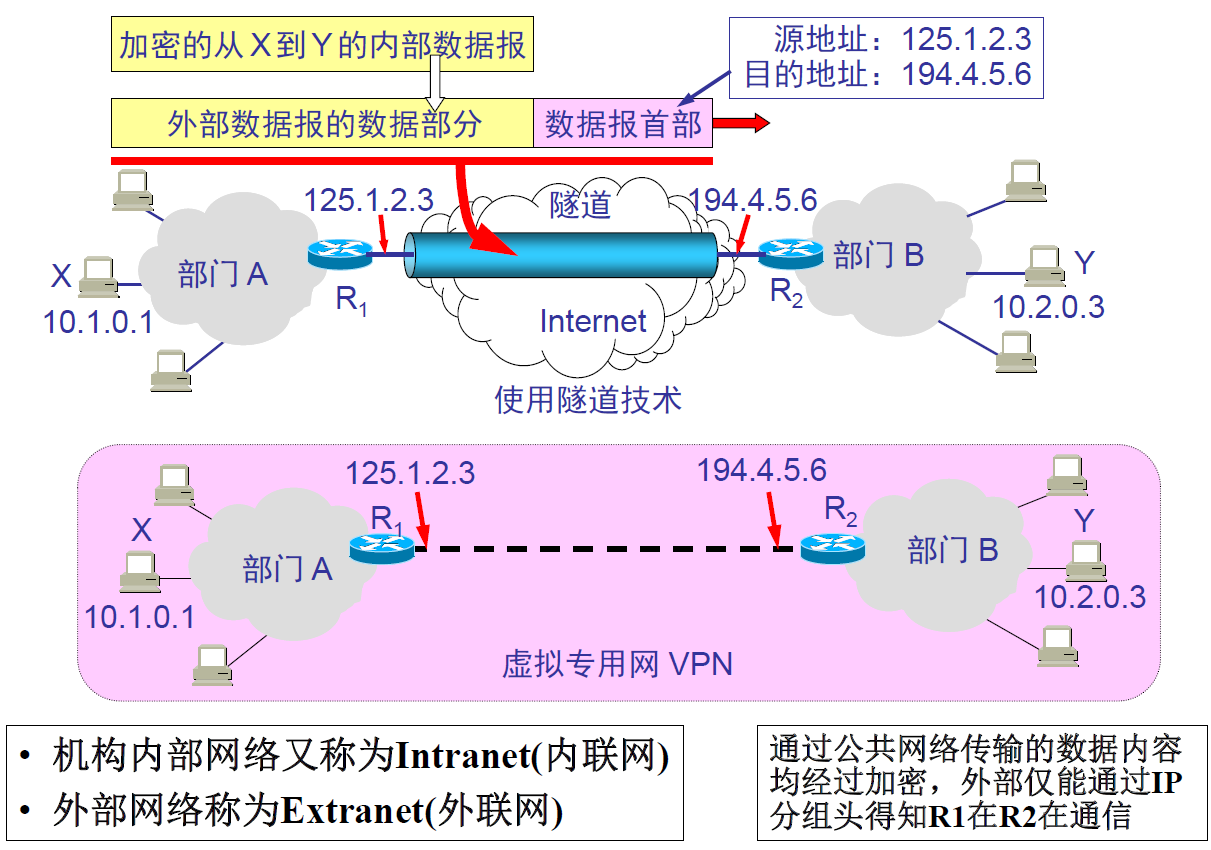 加密的从X到Y的内部数据报
源地址：125.1.2.3
目的地址：194.4.5.6
外部数据报的数据部分
数据报首部
125.1.2.3
隧道
194.4.5.6
部门 A
部门 B
X
Y
R1
R2
10.1.0.1
10.2.0.3
Internet
使用隧道技术
125.1.2.3
194.4.5.6
R1
R2
X
Y
部门 A
部门 B
10.1.0.1
10.2.0.3
虚拟专用网 VPN
• 机构内部网络又称为Intranet(内联网)
• 外部网络称为Extranet(外联网)
通过公共网络传输的数据内容
均经过加密，外部仅能通过IP
分组头得知R1在R2在通信